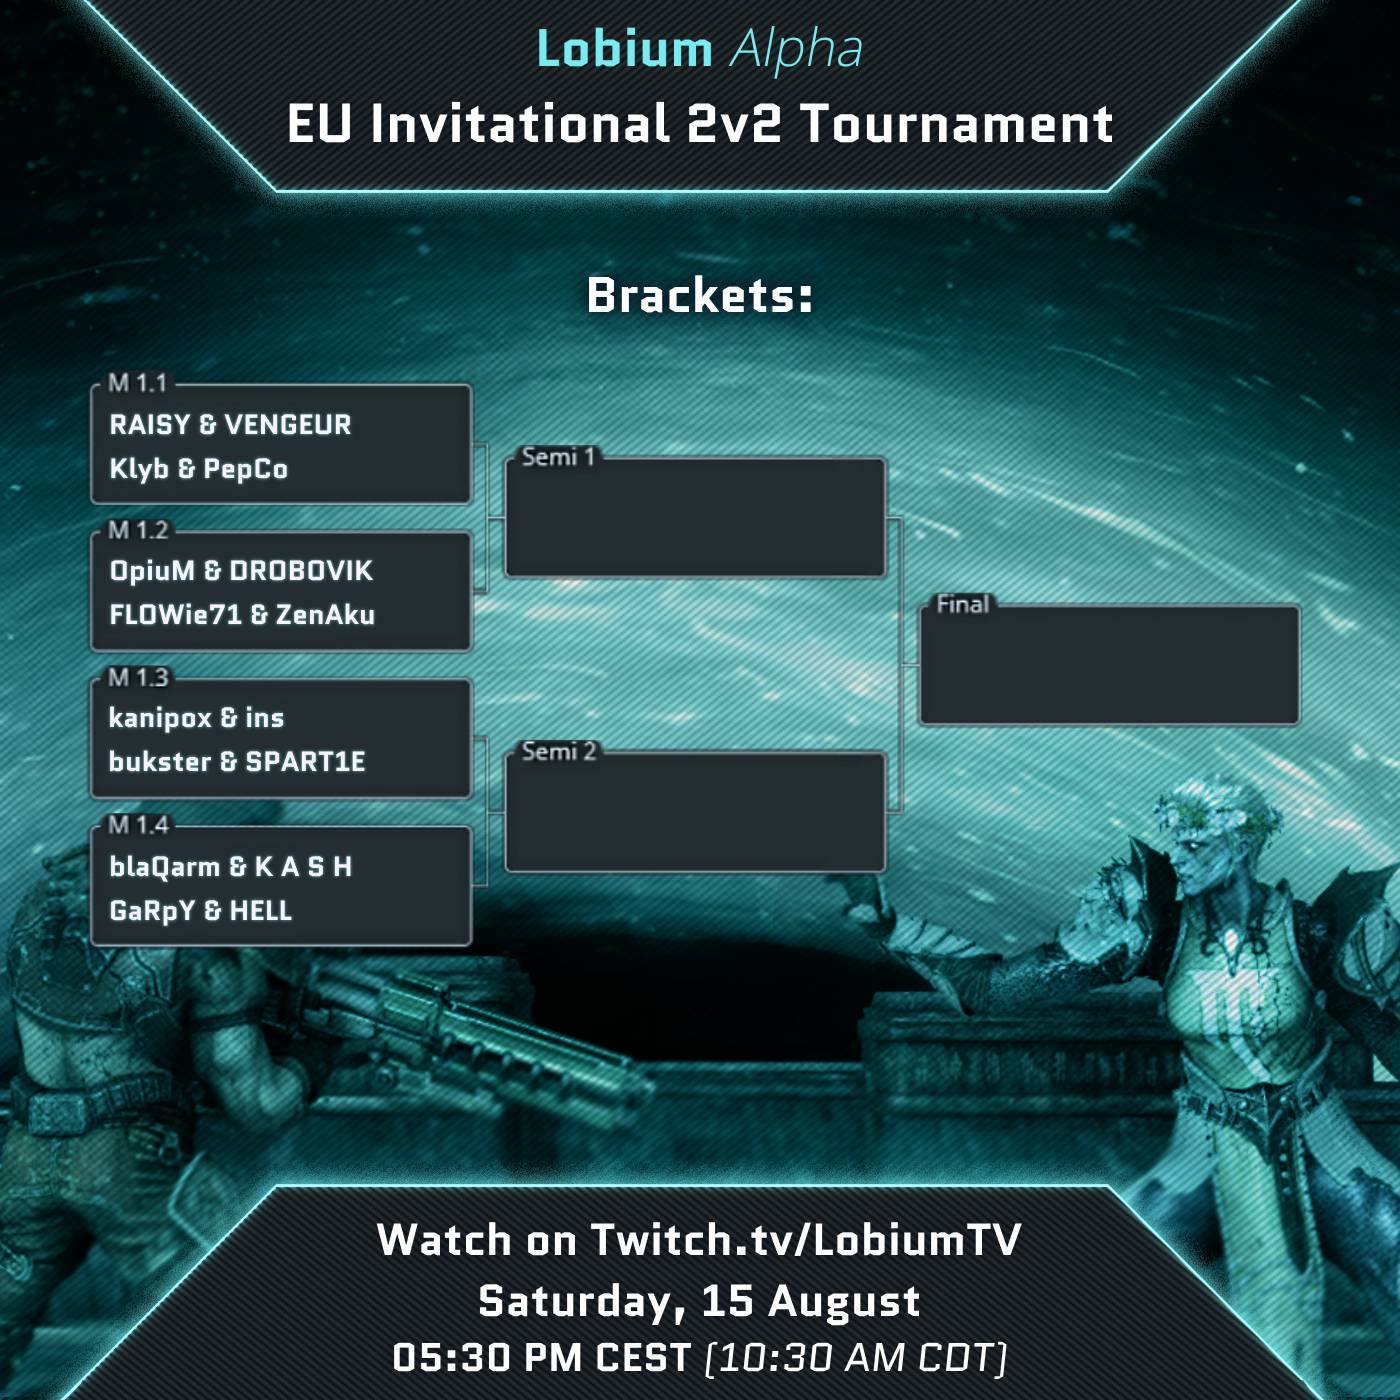 Lobium Alpha
EU Invitational 2v2 Tournament
Brackets:
M 1.1
RAISY & VENGEUR
Klyb & PepCo
M 1.2
OpiuM & DROBOVIK
FLOWie71 & ZenAku
M 1.3
kanipox & ins
bukster & SPART1E
M 1.4
blaQarm & K A S H
GaRpY & HELL
Semi 1
Semi 2
Final
Watch on Twitch.tv/LobiumTV
Saturday, 15 August
05:30 PM CEST (10:30 AM CDT)